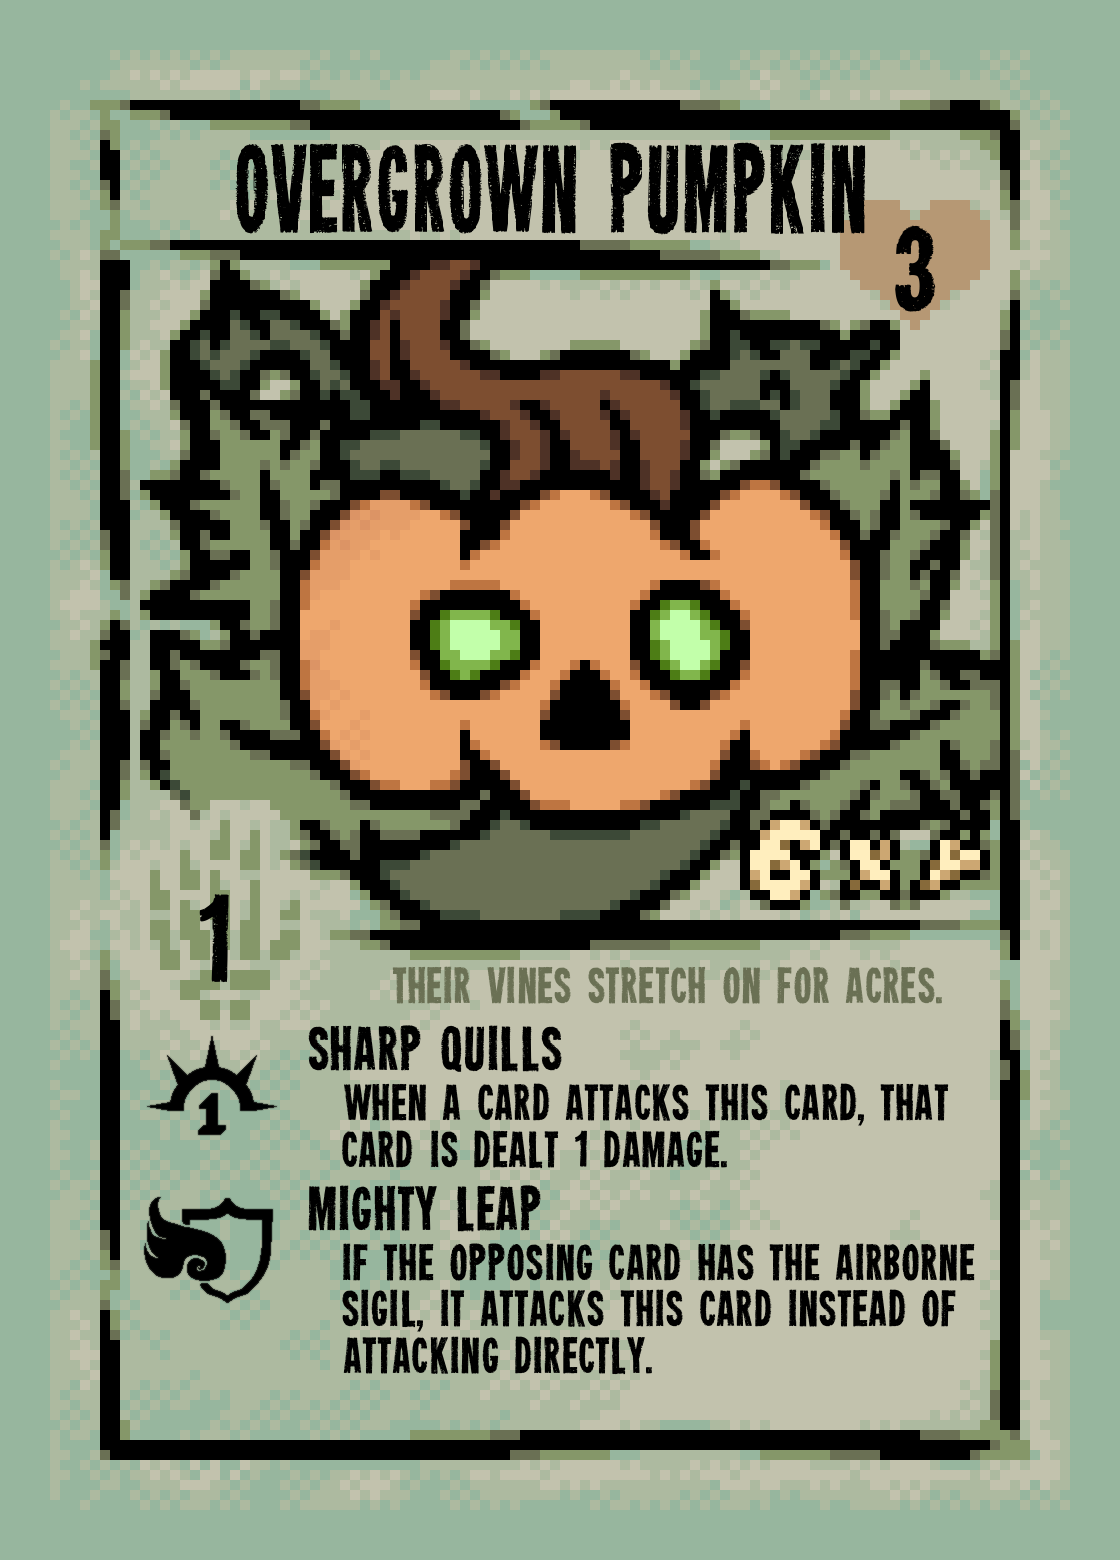 OVERGROWN PUMPKIN
3
6 X
1
THEIR VINES STRETCH ON FOR ACRES.
SHARP QUILLS
1
WHEN A CARD ATTACKS THIS CARD, THAT
CARD IS DEALT 1 DAMAGE.
MIGHTY LEAP
IF THE OPPOSING CARD HAS THE AIRBORNE
SIGIL, IT ATTACKS THIS CARD INSTEAD OF
ATTACKING DIRECTLY.